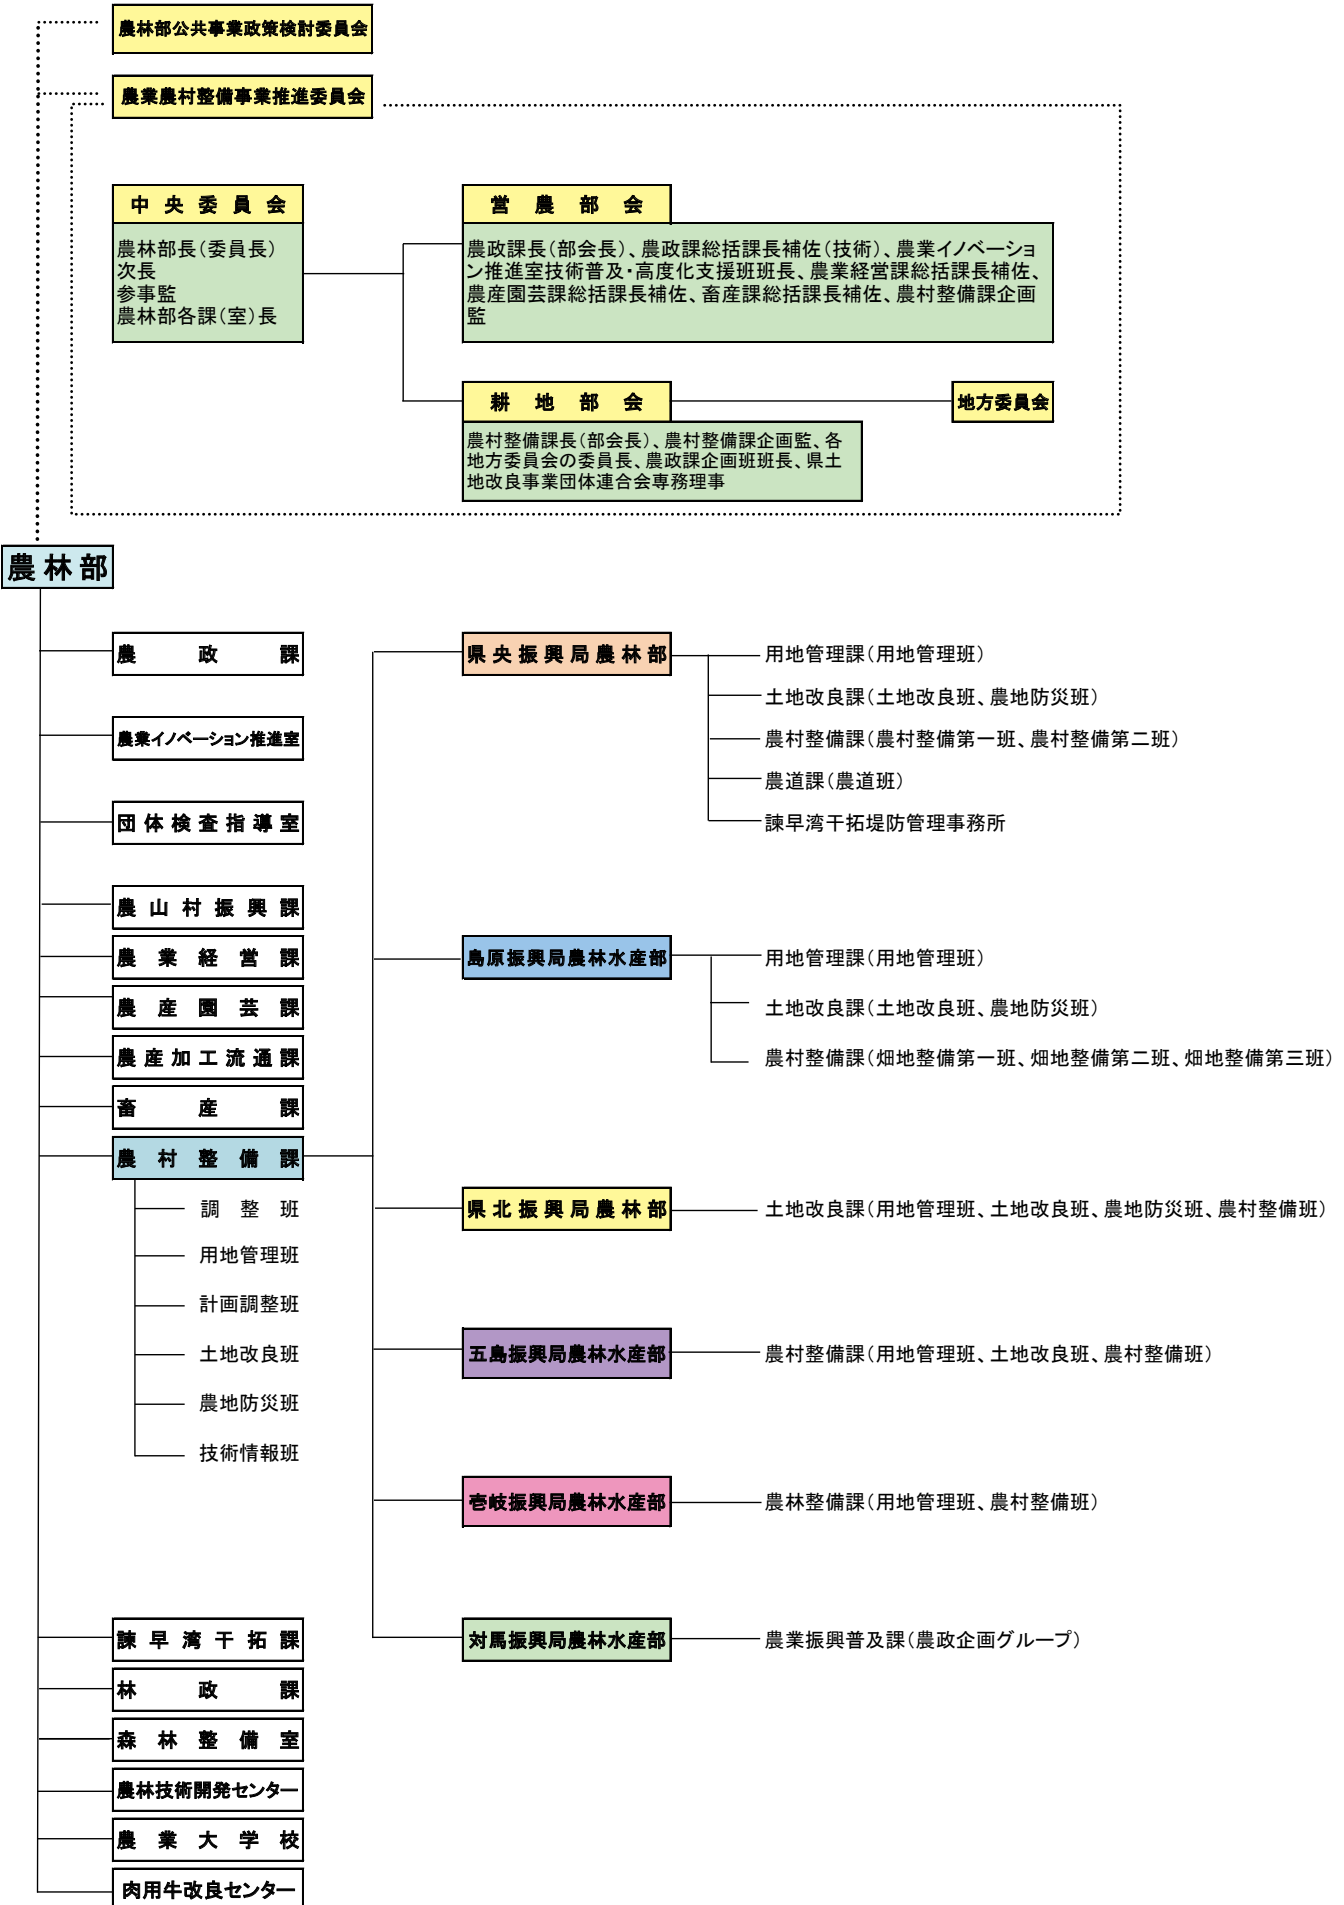 農林部公共事業政策検討委員会
農業農村整備事業推進委員会
中央委員会
農林部長（委員長）
次長
参事監
農林部各課（室）長
営農部会
農政課長（部会長）、農政課総括課長補佐（技術）、農業イノベーショ
ン推進室技術普及・高度化支援班班長、農業経営課総括課長補佐、
農産園芸課総括課長補佐、畜産課総括課長補佐、農村整備課企画
監
耕地部会
地方委員会
農村整備課長（部会長）、農村整備課企画監、各
地方委員会の委員長、農政課企画班班長、県土
地改良事業団体連合会専務理事
農林部
農政課
農業イノベーション推進室
団体検査指導室
農山村振興課
農業経営課
農産園芸課
農産加工流通課
畜産課
農村整備課
調整班
用地管理班
計画調整班
土地改良班
農地防災班
技術情報班
諫早湾干拓課
林政課
森林整備室
農林技術開発センター
農業大学校
肉用牛改良センター
県央振興局農林部
用地管理課（用地管理班）
土地改良課（土地改良班、農地防災班）
農村整備課（農村整備第一班、農村整備第二班）
農道課（農道班）
諫早湾干拓堤防管理事務所
島原振興局農林水産部
用地管理課（用地管理班）
土地改良課（土地改良班、農地防災班）
農村整備課（畑地整備第一班、畑地整備第二班、畑地整備第三班）
県北振興局農林部
土地改良課（用地管理班、土地改良班、農地防災班、農村整備班）
五島振興局農林水産部
農村整備課（用地管理班、土地改良班、農村整備班）
壱岐振興局農林水産部
農林整備課（用地管理班、農村整備班）
対馬振興局農林水産部
農業振興普及課（農政企画グループ）